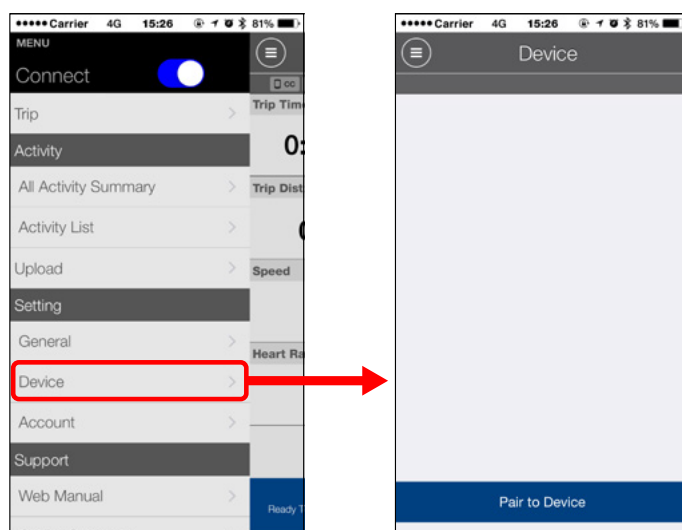 Carrier 4G 15:26 81%
MENU
Connect
Trip
Activity
All Activity Summary
Activity List
Upload
Setting
General
Device
Account
Support
Web Manual
CC
Trip Tim
0:
Trip Dist
Speed
Heart Ra
Ready T
Carrier 4G 15:26 81%
Device
Pair to Device